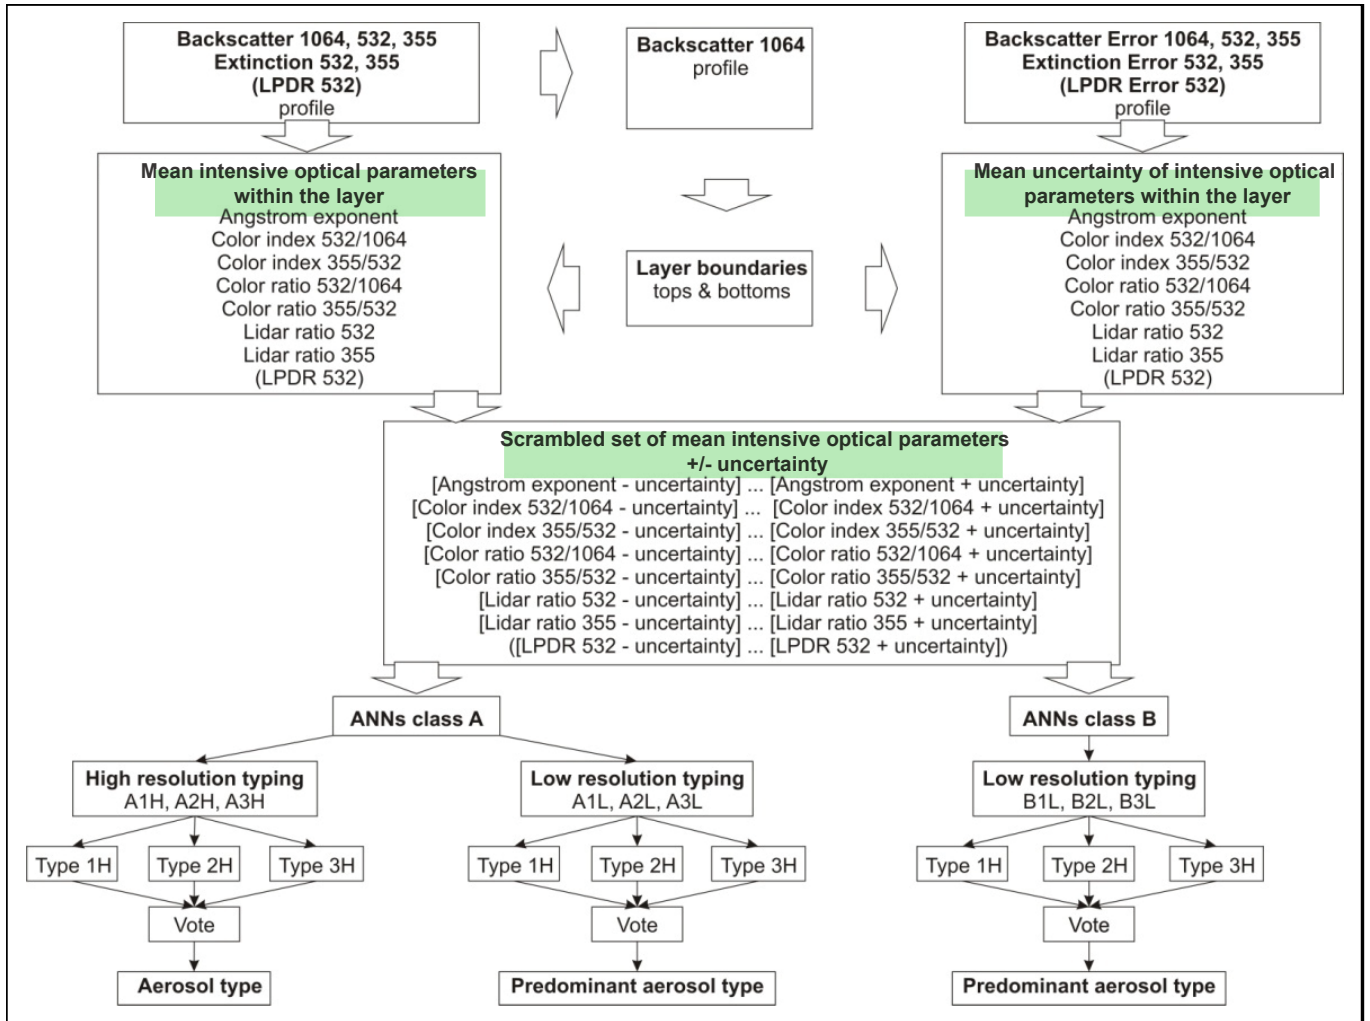 Backscatter 1064, 532, 355
Extinction 532, 355
(LPDR 532)
profile
Backscatter 1064
profile
Backscatter Error 1064, 532, 355
Extinction Error 532, 355
(LPDR Error 532)
profile
Mean intensive optical parameters
within the layer
Angstrom exponent
Color index 532/1064
Color index 355/532
Color ratio 532/1064
Color ratio 355/532
Lidar ratio 532
Lidar ratio 355
(LPDR 532)
Layer boundaries
tops & bottoms
Mean uncertainty of intensive optical
parameters within the layer
Angstrom exponent
Color index 532/1064
Color index 355/532
Color ratio 532/1064
Color ratio 355/532
Lidar ratio 532
Lidar ratio 355
(LPDR 532)
Scrambled set of mean intensive optical parameters
+/- uncertainty
[Angstrom exponent - uncertainty] ... [Angstrom exponent + uncertainty]
[Color index 532/1064 - uncertainty] ... [Color index 532/1064 + uncertainty]
[Color index 355/532 - uncertainty] ... [Color index 355/532 + uncertainty]
[Color ratio 532/1064 - uncertainty] ... [Color ratio 532/1064 + uncertainty]
[Color ratio 355/532 - uncertainty] ... [Color ratio 355/532 + uncertainty]
[Lidar ratio 532 - uncertainty] ... [Lidar ratio 532 + uncertainty]
[Lidar ratio 355 - uncertainty] ... [Lidar ratio 355 + uncertainty]
([LPDR 532 - uncertainty] ... [LPDR 532 + uncertainty])
ANNs class A
ANNs class B
High resolution typing
A1H, A2H, A3H
Low resolution typing
A1L, A2L, A3L
Low resolution typing
B1L, B2L, B3L
Type 1H
Type 2H
Type 3H
Type 1H
Type 2H
Type 3H
Type 1H
Type 2H
Type 3H
Vote
Vote
Vote
Aerosol type
Predominant aerosol type
Predominant aerosol type